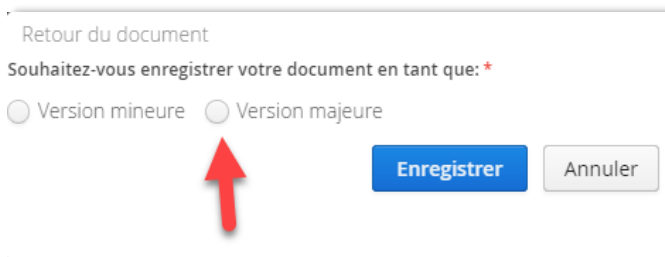 Retour du document
Souhaitez-vous enregistrer votre document en tant que: *
Version mineure Version majeure
Enregistrer Annuler